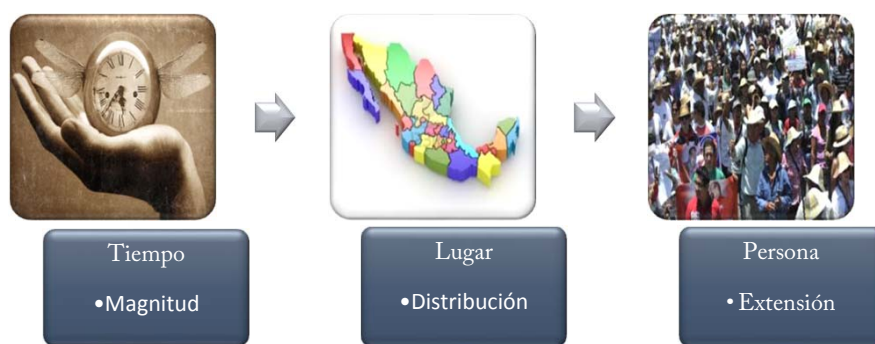 Tiempo
•Magnitud
Lugar
•Distribución
Persona
• Extensión